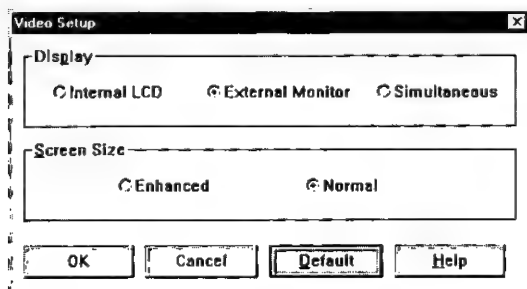 Video Setup
Display
Internal LCD External Monitor Simultaneous
Screen Size
Enhanced Normal
OK Cancel Default Help